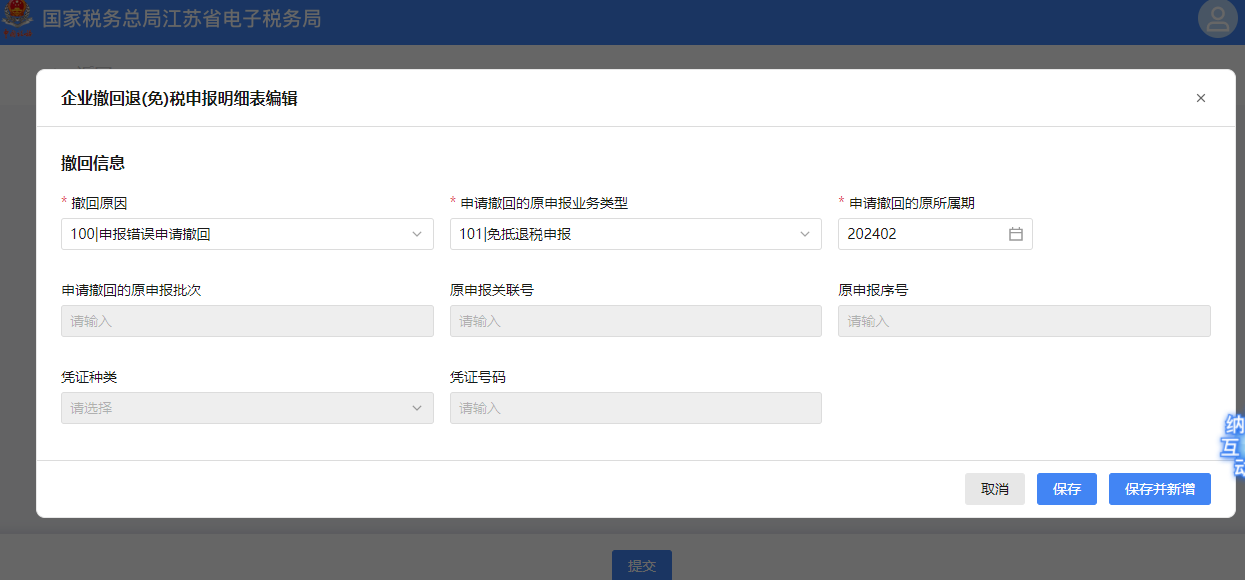 国家税务总局江苏省电子税务局
企业撤回退(免)税申报明细表编辑
撤回信息
* 撤回原因
* 申请撤回的原申报业务类型
* 申请撤回的原所属期
100|申报错误申请撤回
101|免抵退税申报
202402
申请撤回的原申报批次
原申报关联号
原申报序号
请输入
请输入
请输入
凭证种类
凭证号码
请选择
请输入
纳
互
动
取消
保存
保存并新增
提交